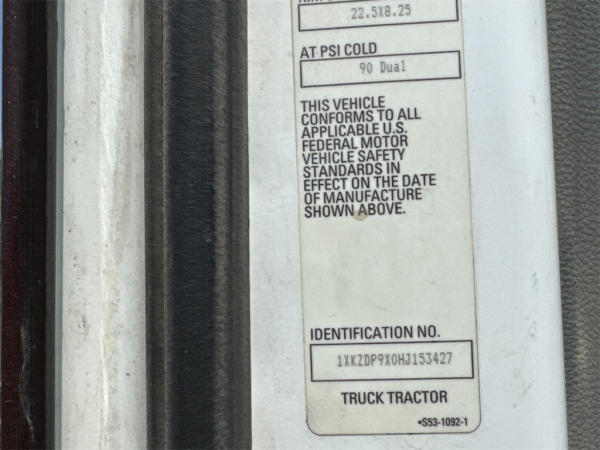 22.5X8.25
AT PSI COLD
90 Dual
THIS VEHICLE
CONFORMS TO ALL
APPLICABLE U.S.
FEDERAL MOTOR
VEHICLE SAFETY
STANDARDS IN
EFFECT ON THE DATE
OF MANUFACTURE
SHOWN ABOVE.
IDENTIFICATION NO.
1XKZDP9X0HJ153427
TRUCK TRACTOR
•S53-1092-1